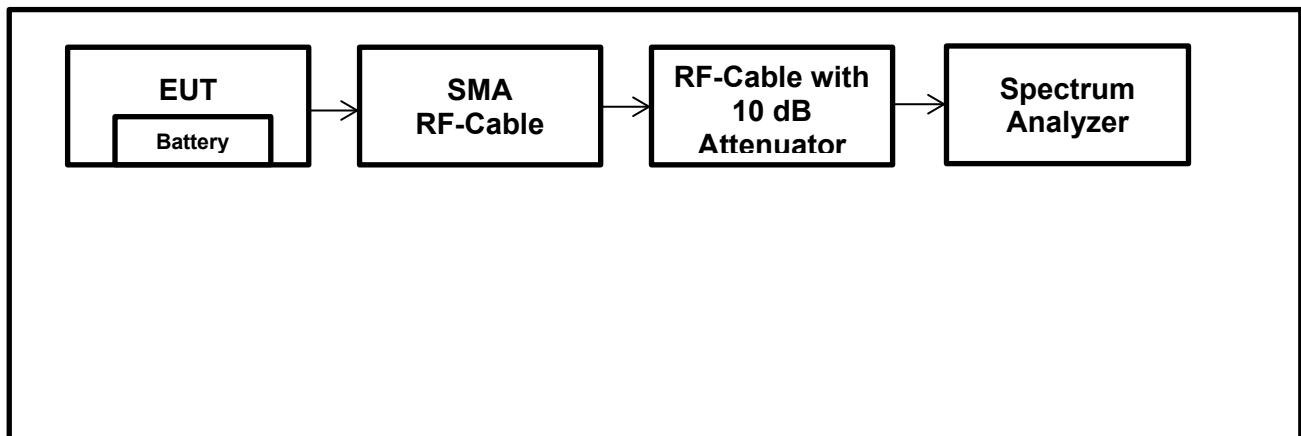 EUT
Battery
SMA
RF-Cable
RF-Cable with
10 dB
Attenuator
Spectrum
Analyzer